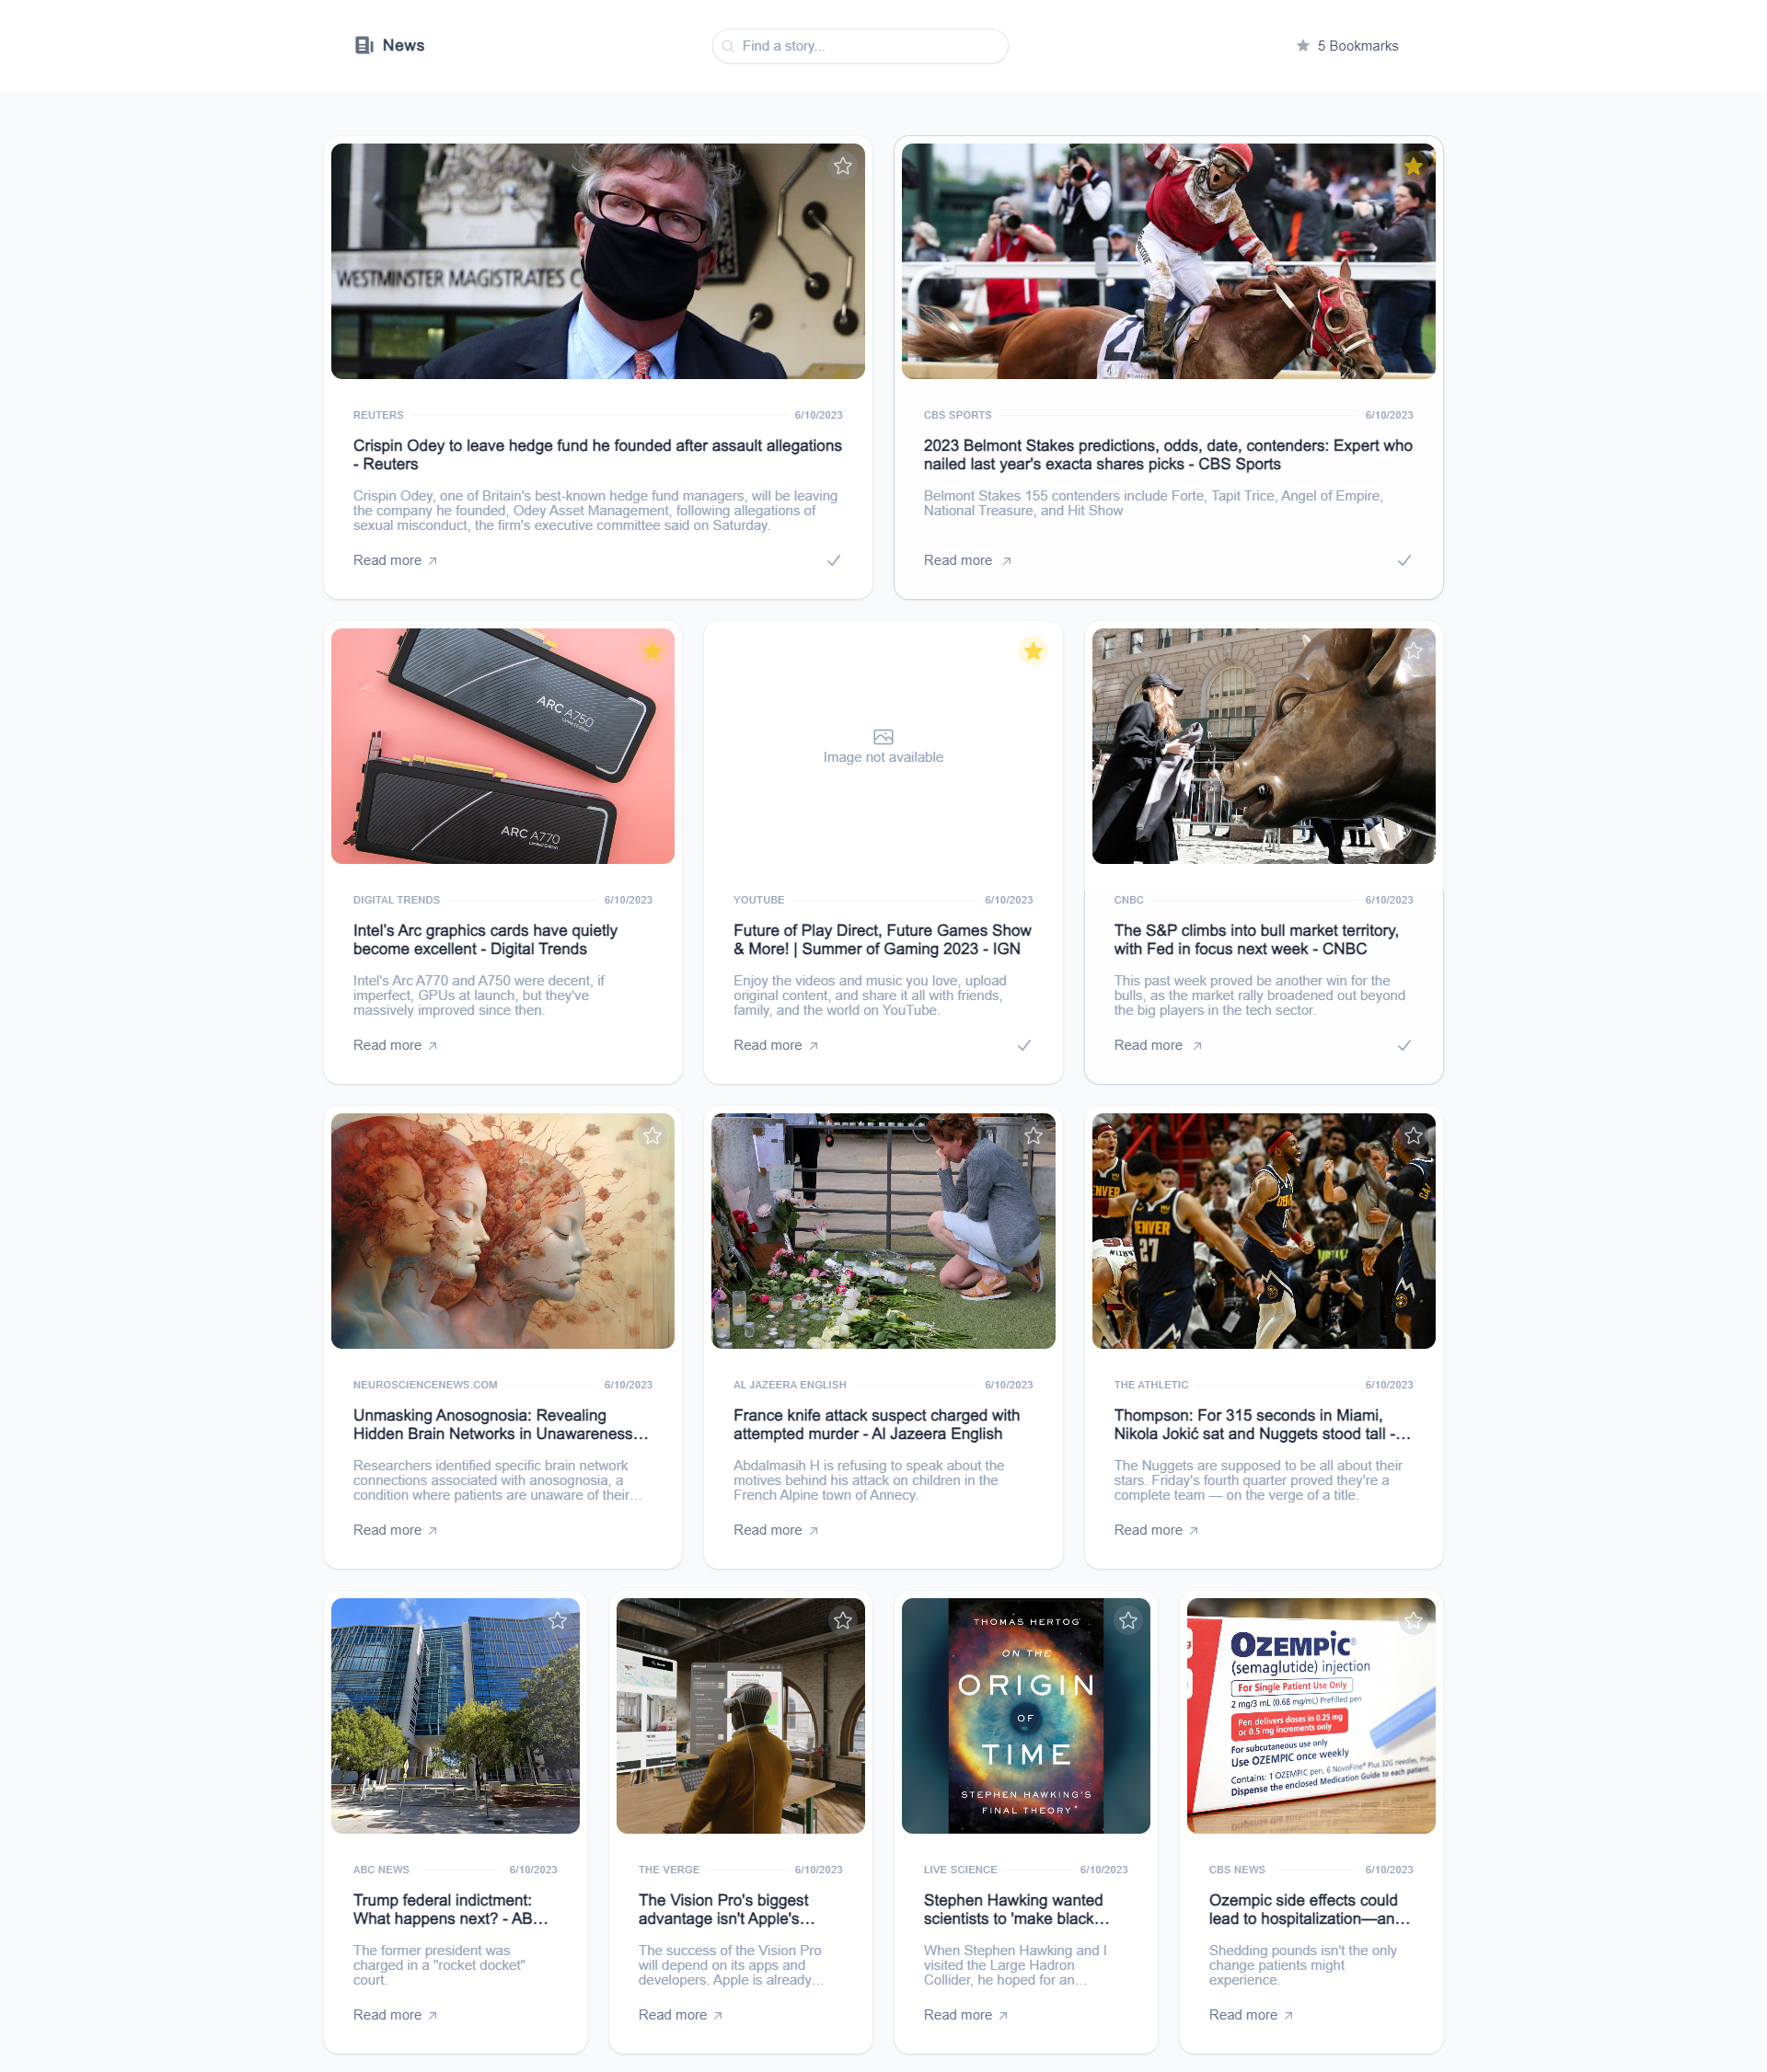 News
Find a story...
5 Bookmarks
WESTMINSTER MAGISTRATES C
REUTERS
6/10/2023
Crispin Odey to leave hedge fund he founded after assault allegations
- Reuters
Crispin Odey, one of Britain's best-known hedge fund managers, will be leaving
the company he founded, Odey Asset Management, following allegations of
sexual misconduct, the firm's executive committee said on Saturday.
Read more
CBS SPORTS
6/10/2023
2023 Belmont Stakes predictions, odds, date, contenders: Expert who
nailed last year's exacta shares picks - CBS Sports
Belmont Stakes 155 contenders include Forte, Tapit Trice, Angel of Empire,
National Treasure, and Hit Show
Read more
ARC A750
Limited Edition
ARC A770
Limited Edition
DIGITAL TRENDS
6/10/2023
Intel's Arc graphics cards have quietly
become excellent - Digital Trends
Intel's Arc A770 and A750 were decent, if
imperfect, GPUs at launch, but they've
massively improved since then.
Read more
Image not available
YOUTUBE
6/10/2023
Future of Play Direct, Future Games Show
& More! | Summer of Gaming 2023 - IGN
Enjoy the videos and music you love, upload
original content, and share it all with friends,
family, and the world on YouTube.
Read more
CNBC
6/10/2023
The S&P climbs into bull market territory,
with Fed in focus next week - CNBC
This past week proved be another win for the
bulls, as the market rally broadened out beyond
the big players in the tech sector.
Read more
NEUROSCIENCENEWS.COM
6/10/2023
Unmasking Anosognosia: Revealing
Hidden Brain Networks in Unawareness…
Researchers identified specific brain network
connections associated with anosognosia, a
condition where patients are unaware of their…
Read more
AL JAZEERA ENGLISH
6/10/2023
France knife attack suspect charged with
attempted murder - Al Jazeera English
Abdalmasih H is refusing to speak about the
motives behind his attack on children in the
French Alpine town of Annecy.
Read more
DENVER
27
THE ATHLETIC
6/10/2023
Thompson: For 315 seconds in Miami,
Nikola Jokić sat and Nuggets stood tall -…
The Nuggets are supposed to be all about their
stars. Friday's fourth quarter proved they're a
complete team — on the verge of a title.
Read more
ABC NEWS
6/10/2023
Trump federal indictment:
What happens next? - AB…
The former president was
charged in a "rocket docket"
court.
Read more
THE VERGE
6/10/2023
The Vision Pro's biggest
advantage isn't Apple's…
The success of the Vision Pro
will depend on its apps and
developers. Apple is already…
Read more
THOMAS HERTOG
ON THE
ORIGIN
OF
TIME
STEPHEN HAWKING'S
FINAL THEORY
LIVE SCIENCE
6/10/2023
Stephen Hawking wanted
scientists to 'make black…
When Stephen Hawking and I
visited the Large Hadron
Collider, he hoped for an…
Read more
OZEMPIC®
(semaglutide) injection
For Single Patient Use Only
2 mg/3 mL (0.68 mg/mL) Prefilled pen
Pen delivers doses in 0.25 mg
or 0.5 mg increments only
For subcutaneous use only
Use OZEMPIC once weekly
Contains: 1 OZEMPIC pen, 6 NovoFine® Plus 32G needles, Produ
Dispense the enclosed Medication Guide to each patient.
CBS NEWS
6/10/2023
Ozempic side effects could
lead to hospitalization—an…
Shedding pounds isn't the only
change patients might
experience.
Read more